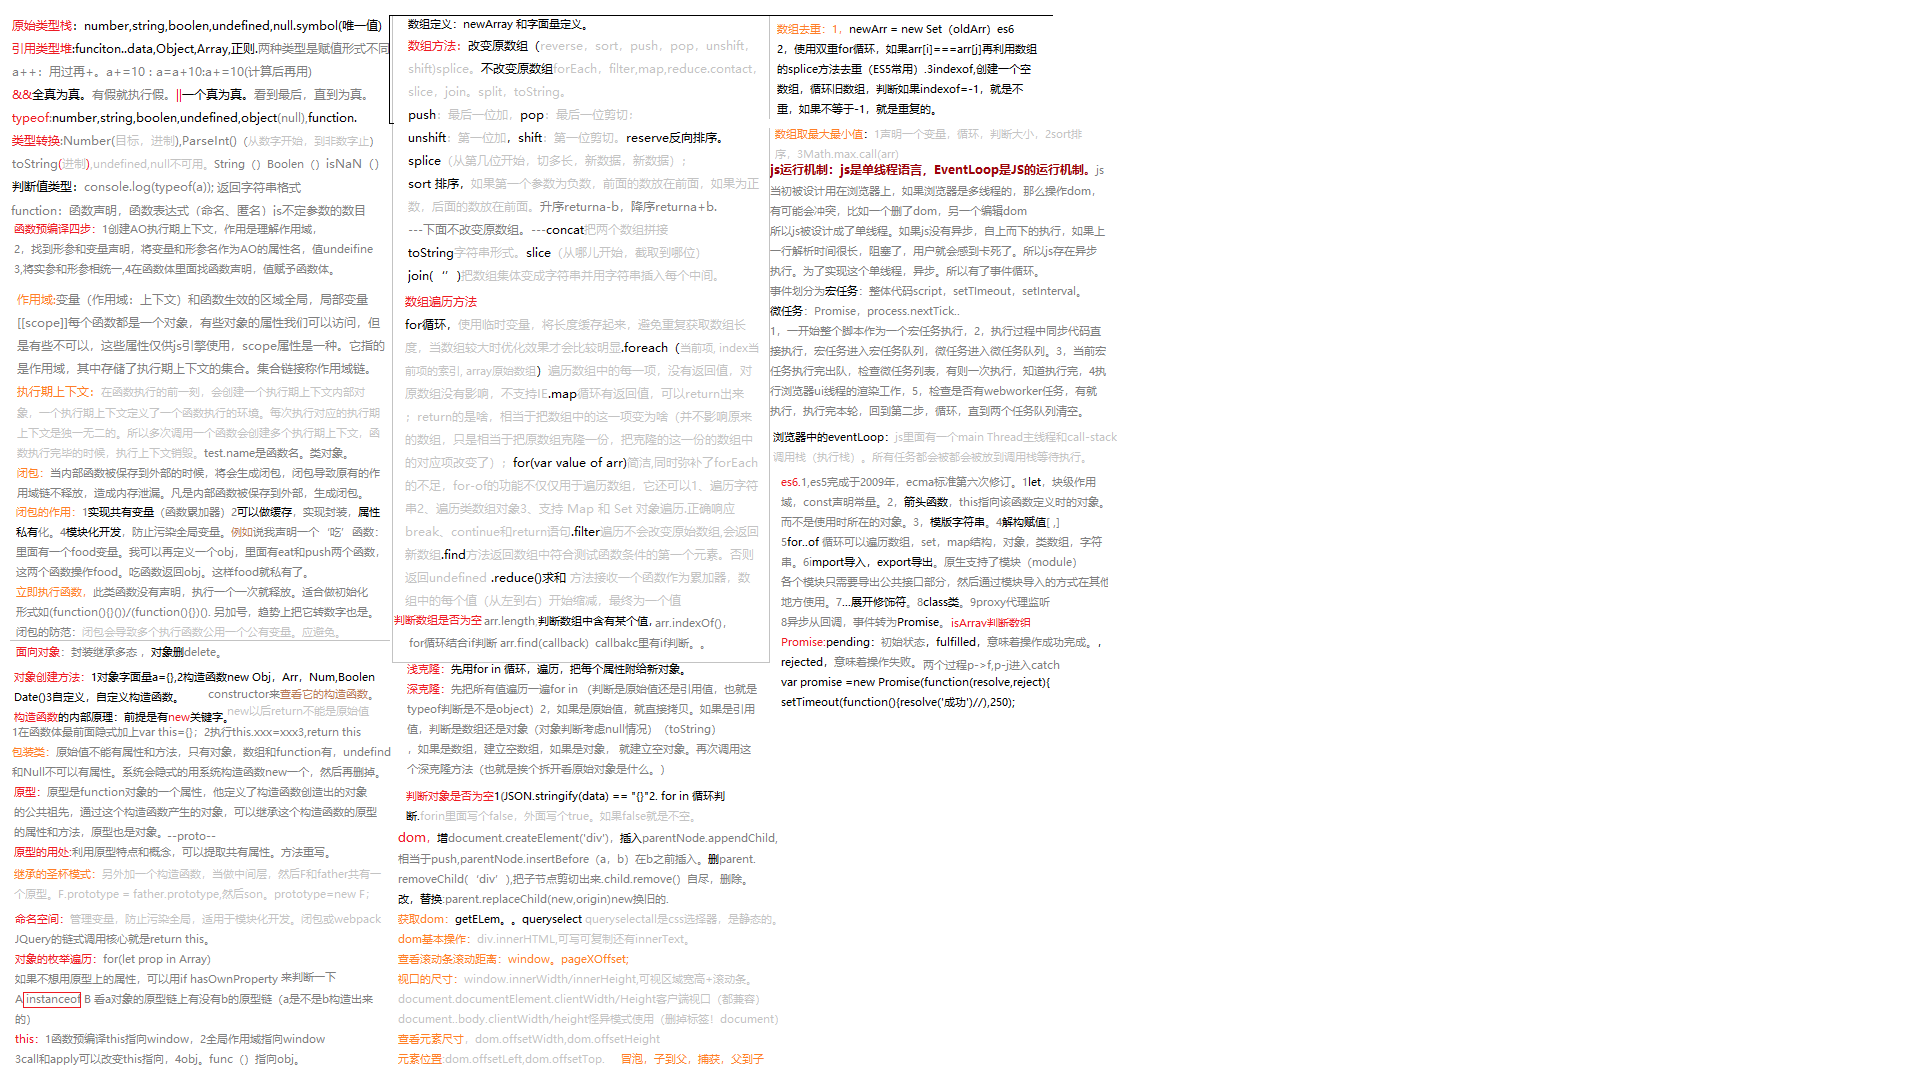 原始类型栈：number,string,boolen,undefined,null.symbol(唯一值)
引用类型堆:funciton..data,Object,Array,正则.两种类型是赋值形式不同
a++：用过再+。a+=10 : a=a+10:a+=10(计算后再用)
&&全真为真。有假就执行假。||一个真为真。看到最后，直到为真。
typeof:number,string,boolen,undefined,object(null),function.
类型转换:Number(目标，进制),ParseInt()（从数字开始，到非数字止)
toString(进制),undefined,null不可用。String（）Boolen（）isNaN（）
判断值类型：console.log(typeof(a)); 返回字符串格式
function：函数声明，函数表达式（命名、匿名）js不定参数的数目
函数预编译四步：1创建AO执行期上下文，作用是理解作用域，
2，找到形参和变量声明，将变量和形参名作为AO的属性名，值undeifine
3,将实参和形参相统一,4在函数体里面找函数声明，值赋予函数体。
作用域:变量（作用域：上下文）和函数生效的区域全局，局部变量
[[scope]]每个函数都是一个对象，有些对象的属性我们可以访问，但
是有些不可以，这些属性仅供js引擎使用，scope属性是一种。它指的
是作用域，其中存储了执行期上下文的集合。集合链接称作用域链。
执行期上下文：在函数执行的前一刻，会创建一个执行期上下文内部对
象，一个执行期上下文定义了一个函数执行的环境。每次执行对应的执行期
上下文是独一无二的。所以多次调用一个函数会创建多个执行期上下文，函
数执行完毕的时候，执行上下文销毁。test.name是函数名。类对象。
闭包：当内部函数被保存到外部的时候，将会生成闭包，闭包导致原有的作
用域链不释放，造成内存泄漏。凡是内部函数被保存到外部，生成闭包。
闭包的作用：1实现共有变量（函数累加器）2可以做缓存，实现封装，属性
私有化。4模块化开发，防止污染全局变量。例如说我声明一个‘吃’函数：
里面有一个food变量。我可以再定义一个obj，里面有eat和push两个函数，
这两个函数操作food。吃函数返回obj。这样food就私有了。
立即执行函数，此类函数没有声明，执行一个一次就释放。适合做初始化
形式如(function(){}())/(function(){})(). 另加号，趋势上把它转数字也是。
闭包的防范：闭包会导致多个执行函数公用一个公有变量。应避免。
面向对象：封装继承多态 ，对象删delete。
对象创建方法：1对象字面量a={},2构造函数new Obj，Arr，Num,Boolen
Date()3自定义，自定义构造函数。 constructor来查看它的构造函数。
构造函数的内部原理：前提是有new关键字。new以后return不能是原始值
1在函数体最前面隐式加上var this={}；2执行this.xxx=xxx3,return this
包装类：原始值不能有属性和方法，只有对象，数组和function有，undefind
和Null不可以有属性。系统会隐式的用系统构造函数new一个，然后再删掉。
原型：原型是function对象的一个属性，他定义了构造函数创造出的对象
的公共祖先，通过这个构造函数产生的对象，可以继承这个构造函数的原型
的属性和方法，原型也是对象。--proto--
原型的用处:利用原型特点和概念，可以提取共有属性。方法重写。
继承的圣杯模式：另外加一个构造函数，当做中间层，然后F和father共有一
个原型。F.prototype = father.prototype,然后son。prototype=new F；
命名空间：管理变量，防止污染全局，适用于模块化开发。闭包或webpack
JQuery的链式调用核心就是return this。
对象的枚举遍历：for(let prop in Array)
如果不想用原型上的属性，可以用if hasOwnProperty 来判断一下
A instanceof B 看a对象的原型链上有没有b的原型链（a是不是b构造出来
的)
this：1函数预编译this指向window，2全局作用域指向window
3call和apply可以改变this指向，4obj。func（）指向obj。
数组定义：newArray 和字面量定义。
数组方法：改变原数组（reverse，sort，push，pop，unshift，
shift)splice。不改变原数组forEach，filter,map,reduce.contact，
slice，join。split，toString。
push：最后一位加，pop：最后一位剪切：
unshift：第一位加，shift：第一位剪切。reserve反向排序。
splice（从第几位开始，切多长，新数据，新数据）;
sort 排序，如果第一个参数为负数，前面的数放在前面，如果为正
数，后面的数放在前面。升序returna-b，降序returna+b.
---下面不改变原数组。---concat把两个数组拼接
toString字符串形式。slice（从哪儿开始，截取到哪位）
join(‘’)把数组集体变成字符串并用字符串插入每个中间。
数组遍历方法
for循环，使用临时变量，将长度缓存起来，避免重复获取数组长
度，当数组较大时优化效果才会比较明显.foreach（当前项, index当
前项的索引, array原始数组）遍历数组中的每一项，没有返回值，对
原数组没有影响，不支持IE.map循环有返回值，可以return出来
；return的是啥，相当于把数组中的这一项变为啥（并不影响原来
的数组，只是相当于把原数组克隆一份，把克隆的这一份的数组中
的对应项改变了）；for(var value of arr)简洁,同时弥补了forEach
的不足，for-of的功能不仅仅用于遍历数组，它还可以1、遍历字符
串2、遍历类数组对象3、支持 Map 和 Set 对象遍历.正确响应
break、continue和return语句.filter遍历不会改变原始数组,会返回
新数组.find方法返回数组中符合测试函数条件的第一个元素。否则
返回undefined .reduce()求和 方法接收一个函数作为累加器，数
组中的每个值（从左到右）开始缩减，最终为一个值
判断数组是否为空 arr.length,判断数组中含有某个值，arr.indexOf()，
for循环结合if判断 arr.find(callback)  callbakc里有if判断。。
浅克隆：先用for in 循环，遍历，把每个属性附给新对象。
深克隆：先把所有值遍历一遍for in （判断是原始值还是引用值，也就是
typeof判断是不是object）2，如果是原始值，就直接拷贝。如果是引用
值，判断是数组还是对象（对象判断考虑null情况）（toString)
，如果是数组，建立空数组，如果是对象， 就建立空对象。再次调用这
个深克隆方法（也就是挨个拆开看原始对象是什么。）
判断对象是否为空1(JSON.stringify(data) == "{}"2. for in 循环判
断.forin里面写个false，外面写个true。如果false就是不空。
dom，增document.createElement('div')，插入parentNode.appendChild,
相当于push,parentNode.insertBefore（a，b）在b之前插入。删parent.
removeChild(‘div’),把子节点剪切出来.child.remove()自尽，删除。
改，替换:parent.replaceChild(new,origin)new换旧的.
获取dom：getELem。。queryselect queryselectall是css选择器，是静态的。
dom基本操作：div.innerHTML,可写可复制还有innerText。
查看滚动条滚动距离：window。pageXOffset;
视口的尺寸：window.innerWidth/innerHeight,可视区域宽高+滚动条。
document.documentElement.clientWidth/Height客户端视口（都兼容）
document..body.clientWidth/height怪异模式使用（删掉标签！document）
查看元素尺寸，dom.offsetWidth,dom.offsetHeight
元素位置:dom.offsetLeft,dom.offsetTop. 冒泡，子到父，捕获，父到子
数组去重：1，newArr = new Set（oldArr）es6
2，使用双重for循环，如果arr[i]===arr[j]再利用数组
的splice方法去重（ES5常用）.3indexof,创建一个空
数组，循环旧数组，判断如果indexof=-1，就是不
重，如果不等于-1，就是重复的。
数组取最大最小值：1声明一个变量，循环，判断大小，2sort排
序，3Math.max.call(arr)
js运行机制：js是单线程语言，EventLoop是JS的运行机制。js
当初被设计用在浏览器上，如果浏览器是多线程的，那么操作dom，
有可能会冲突，比如一个删了dom，另一个编辑dom
所以js被设计成了单线程。如果js没有异步，自上而下的执行，如果上
一行解析时间很长，阻塞了，用户就会感到卡死了。所以js存在异步
执行。为了实现这个单线程，异步。所以有了事件循环。
事件划分为宏任务：整体代码script，setTImeout，setInterval。
微任务：Promise，process.nextTick..
1，一开始整个脚本作为一个宏任务执行，2，执行过程中同步代码直
接执行，宏任务进入宏任务队列，微任务进入微任务队列。3，当前宏
任务执行完出队，检查微任务列表，有则一次执行，知道执行完，4执
行浏览器ui线程的渲染工作，5，检查是否有webworker任务，有就
执行，执行完本轮，回到第二步，循环，直到两个任务队列清空。
浏览器中的eventLoop：js里面有一个main Thread主线程和call-stack
调用栈（执行栈）。所有任务都会被都会被放到调用栈等待执行。
es6.1,es5完成于2009年，ecma标准第六次修订。1let，块级作用
域，const声明常量。2，箭头函数，this指向该函数定义时的对象。
而不是使用时所在的对象。3，模版字符串。4解构赋值[ ,]
5for..of 循环可以遍历数组，set，map结构，对象，类数组，字符
串。6import导入，export导出。原生支持了模块（module）
各个模块只需要导出公共接口部分，然后通过模块导入的方式在其他
地方使用。7...展开修饰符。8class类。9proxy代理监听
8异步从回调，事件转为Promise。isArrav判断数组
Promise:pending：初始状态，fulfilled，意味着操作成功完成。，
rejected，意味着操作失败。两个过程p->f,p-j进入catch
var promise =new Promise(function(resolve,reject){
setTimeout(function(){resolve('成功')//),250);